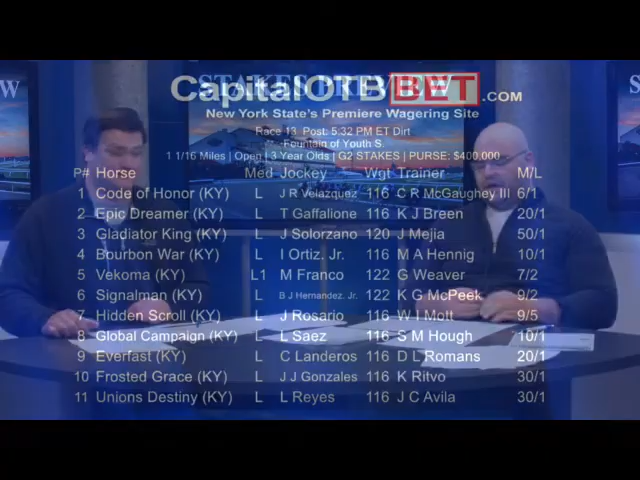 STAKES PREVIEW
W
CapitalOTB BET .COM
New York State's Premiere Wagering Site
Race 13 Post: 5:32 PM ET Dirt
Fountain of Youth S.
1 1/16 Miles | Open | 3 Year Olds | G2 STAKES | PURSE: $400,000
P# Horse Med Jockey Wgt Trainer M/L
1 Code of Honor (KY) L J R Velazquez 116 C R McGaughey III 6/1
2 Epic Dreamer (KY) L T Gaffalione 116 K J Breen 20/1
3 Gladiator King (KY) L J Solorzano 120 J Mejia 50/1
4 Bourbon War (KY) L I Ortiz. Jr. 116 M A Hennig 10/1
5 Vekoma (KY) L1 M Franco 122 G Weaver 7/2
6 Signalman (KY) L B J Hernandez. Jr. 122 K G McPeek 9/2
7 Hidden Scroll (KY) L J Rosario 116 W I Mott 9/5
8 Global Campaign (KY) L L Saez 116 S M Hough 10/1
9 Everfast (KY) L C Landeros 116 D L Romans 20/1
10 Frosted Grace (KY) L J J Gonzales 116 K Ritvo 30/1
11 Unions Destiny (KY) L L Reyes 116 J C Avila 30/1